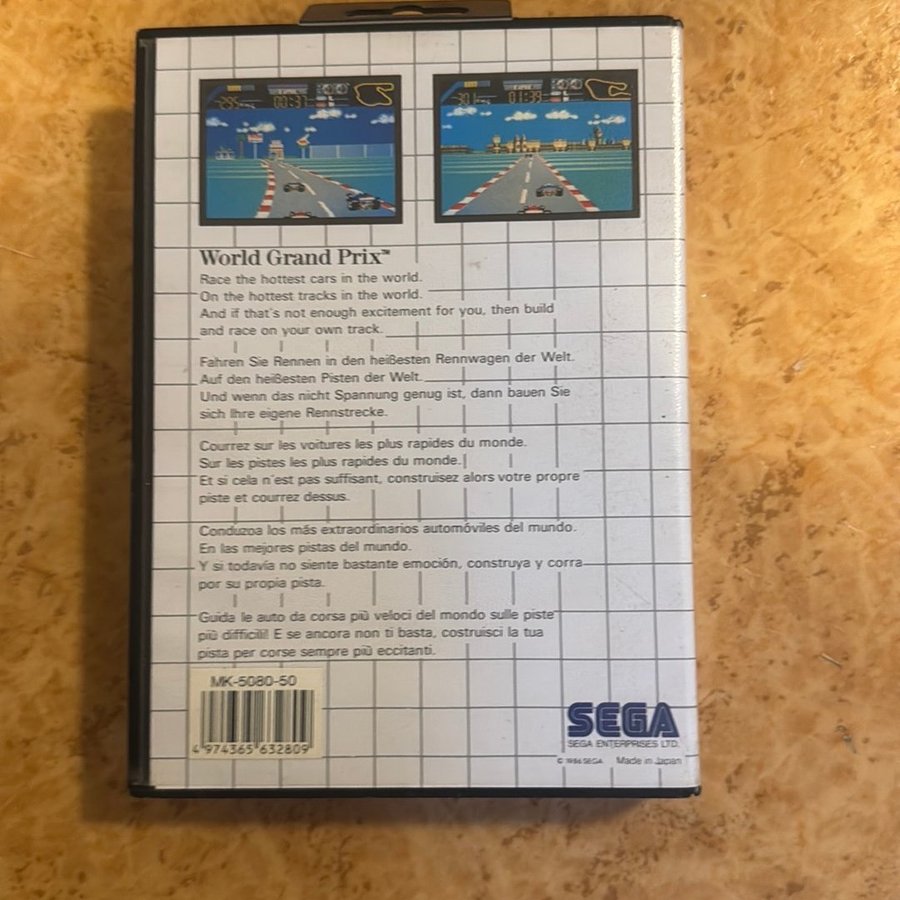 TIME
TIME
295
00:37
301
01:39
World Grand Prix™
Race the hottest cars in the world.
On the hottest tracks in the world.
And if that's not enough excitement for you, then build
and race on your own track.
Fahren Sie Rennen in den heißesten Rennwagen der Welt.
Auf den heißesten Pisten der Welt.
Und wenn das nicht Spannung genug ist, dann bauen Sie
sich Ihre eigene Rennstrecke.
Courrez sur les voitures les plus rapides du monde.
Sur les pistes les plus rapides du monde.
Et si cela n'est pas suffisant, construisez alors votre propre
piste et courrez dessus.
Conduzoa los más extraordinarios automóviles del mundo.
En las mejores pistas del mundo.
Y si todavía no siente bastante emoción, construya y corra
por su propia pista.
Guida le auto da corsa più veloci del mondo sulle piste
più difficili! E se ancora non ti basta, costruisci la tua
pista per corse sempre più eccitanti.
MK-5080-50
4 974365 632809
SEGA
SEGA ENTERPRISES LTD.
© 1986 SEGA Made in Japan